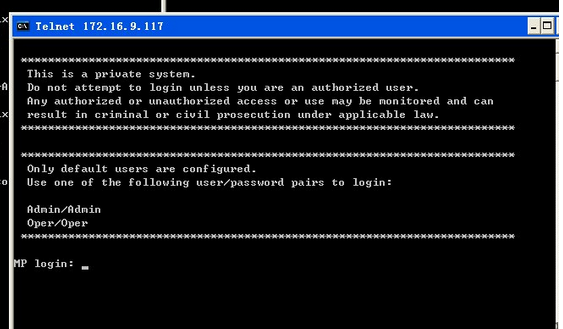 Telnet 172.16.9.117
*******************************************************************************
This is a private system.
Do not attempt to login unless you are an authorized user.
Any authorized or unauthorized access or use may be monitored and can
result in criminal or civil prosecution under applicable law.
*******************************************************************************
*******************************************************************************
Only default users are configured.
Use one of the following user/password pairs to login:
Admin/Admin
Oper/Oper
*******************************************************************************
MP login: _